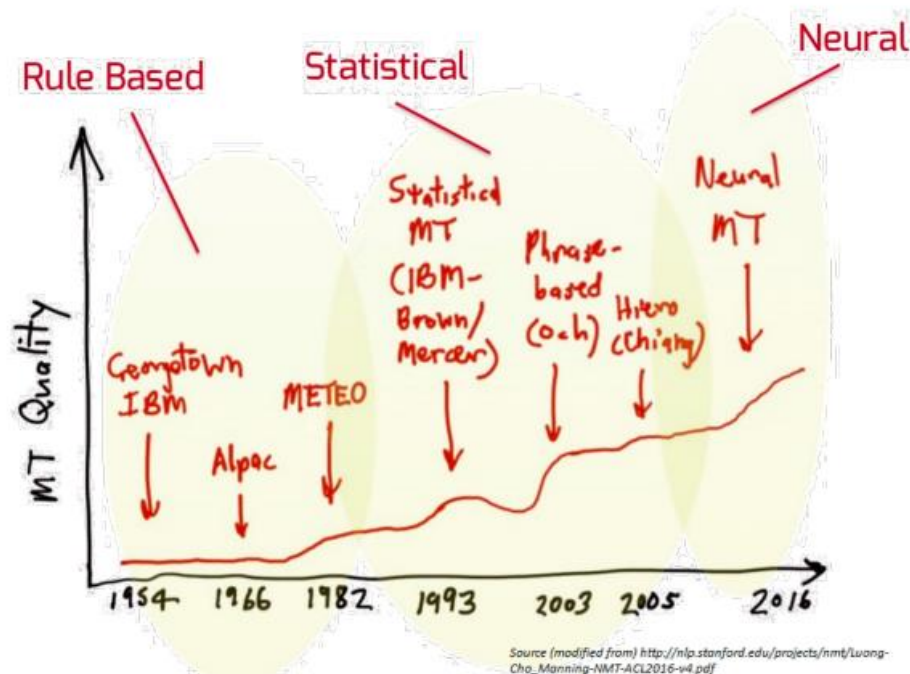 Rule Based
Statistical
Neural
MT Quality
Georgetown
IBM
Alpac
METEO
Statistical
MT
(IBM-
Brown/
Mercer)
Phrase-
based
(Och)
Hiero
(Chiang)
Neural
MT
1954 1966 1982 1993 2003 2005 2016
Source (modified from) http://nlp.stanford.edu/projects/nmt/Luong-
Cho_Manning-NMT-ACL2016-v4.pdf